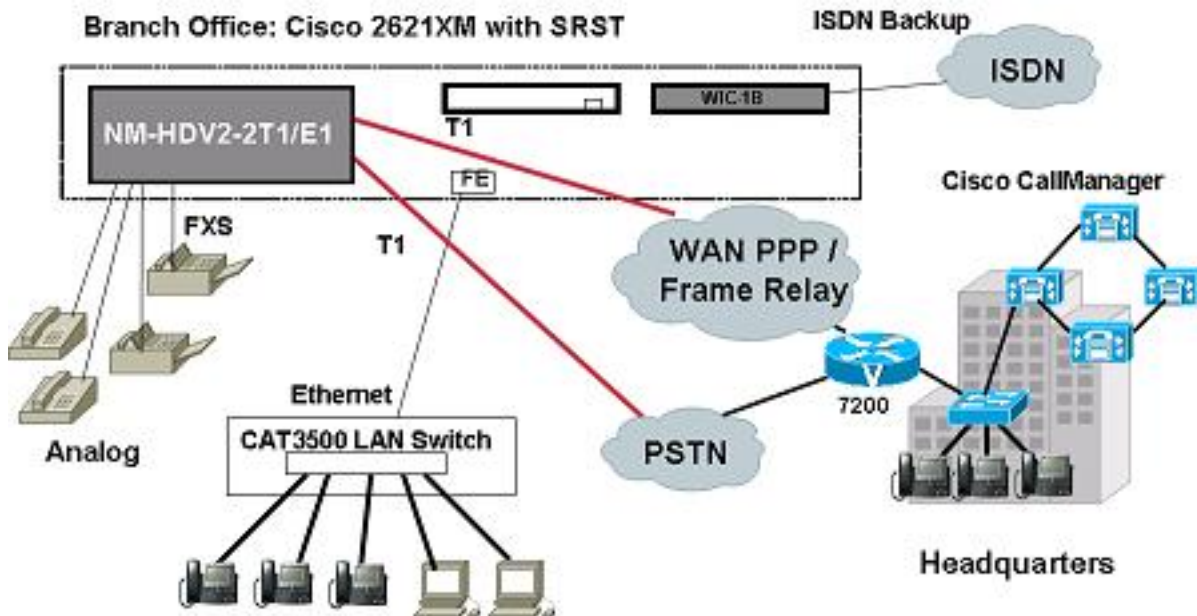 Branch Office: Cisco 2621XM with SRST
ISDN Backup
ISDN
NM-HDV2-2T1/E1
T1
WIC-1B
FE
Cisco CallManager
FXS
T1
WAN PPP /
Frame Relay
V
7200
Ethernet
CAT3500 LAN Switch
Analog
PSTN
Headquarters